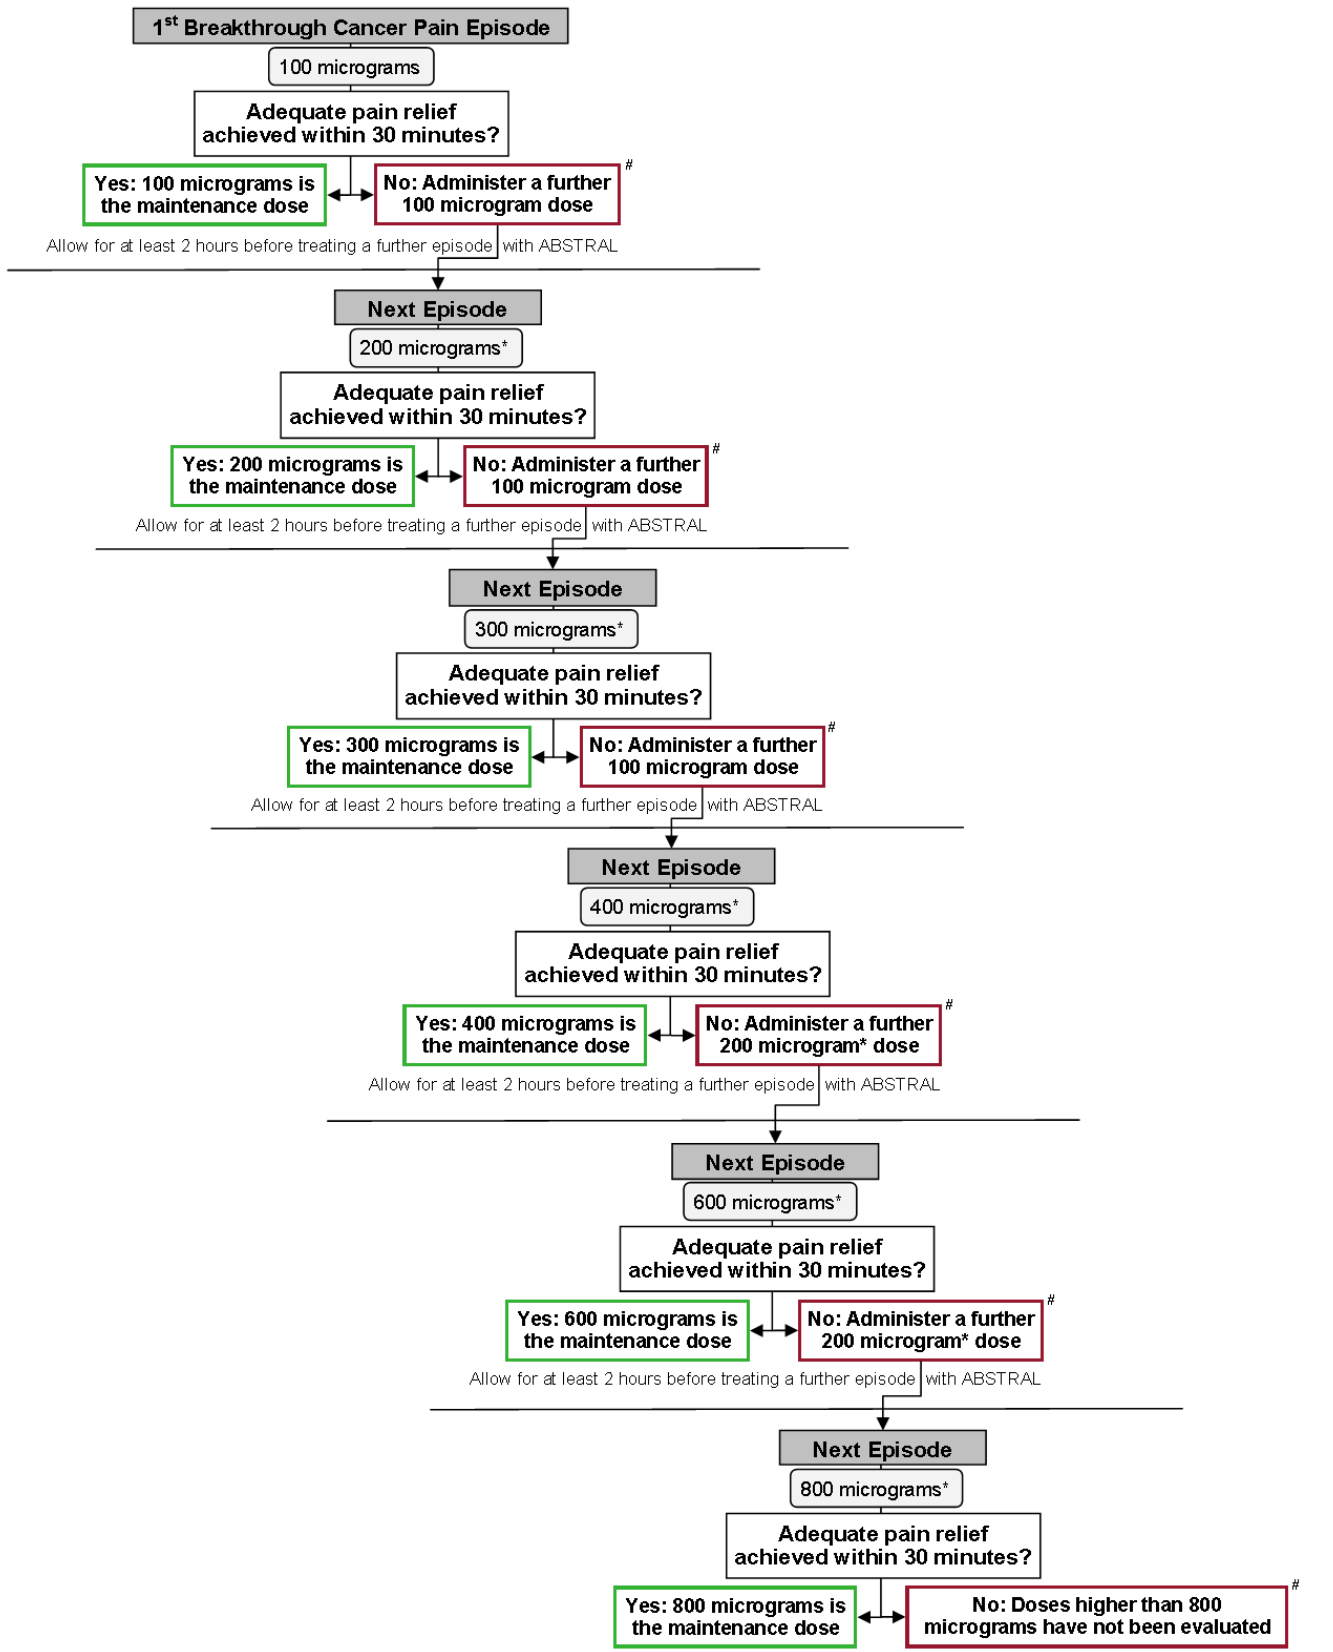 1st Breakthrough Cancer Pain Episode
100 micrograms
Adequate pain relief
achieved within 30 minutes?
Yes: 100 micrograms is
the maintenance dose
No: Administer a further
100 microgram dose
#
Allow for at least 2 hours before treating a further episode with ABSTRAL
Next Episode
200 micrograms*
Adequate pain relief
achieved within 30 minutes?
Yes: 200 micrograms is
the maintenance dose
No: Administer a further
100 microgram dose
#
Allow for at least 2 hours before treating a further episode with ABSTRAL
Next Episode
300 micrograms*
Adequate pain relief
achieved within 30 minutes?
Yes: 300 micrograms is
the maintenance dose
No: Administer a further
100 microgram dose
#
Allow for at least 2 hours before treating a further episode with ABSTRAL
Next Episode
400 micrograms*
Adequate pain relief
achieved within 30 minutes?
Yes: 400 micrograms is
the maintenance dose
No: Administer a further
200 microgram* dose
#
Allow for at least 2 hours before treating a further episode with ABSTRAL
Next Episode
600 micrograms*
Adequate pain relief
achieved within 30 minutes?
Yes: 600 micrograms is
the maintenance dose
No: Administer a further
200 microgram* dose
#
Allow for at least 2 hours before treating a further episode with ABSTRAL
Next Episode
800 micrograms*
Adequate pain relief
achieved within 30 minutes?
Yes: 800 micrograms is
the maintenance dose
No: Doses higher than 800
micrograms have not been evaluated
#